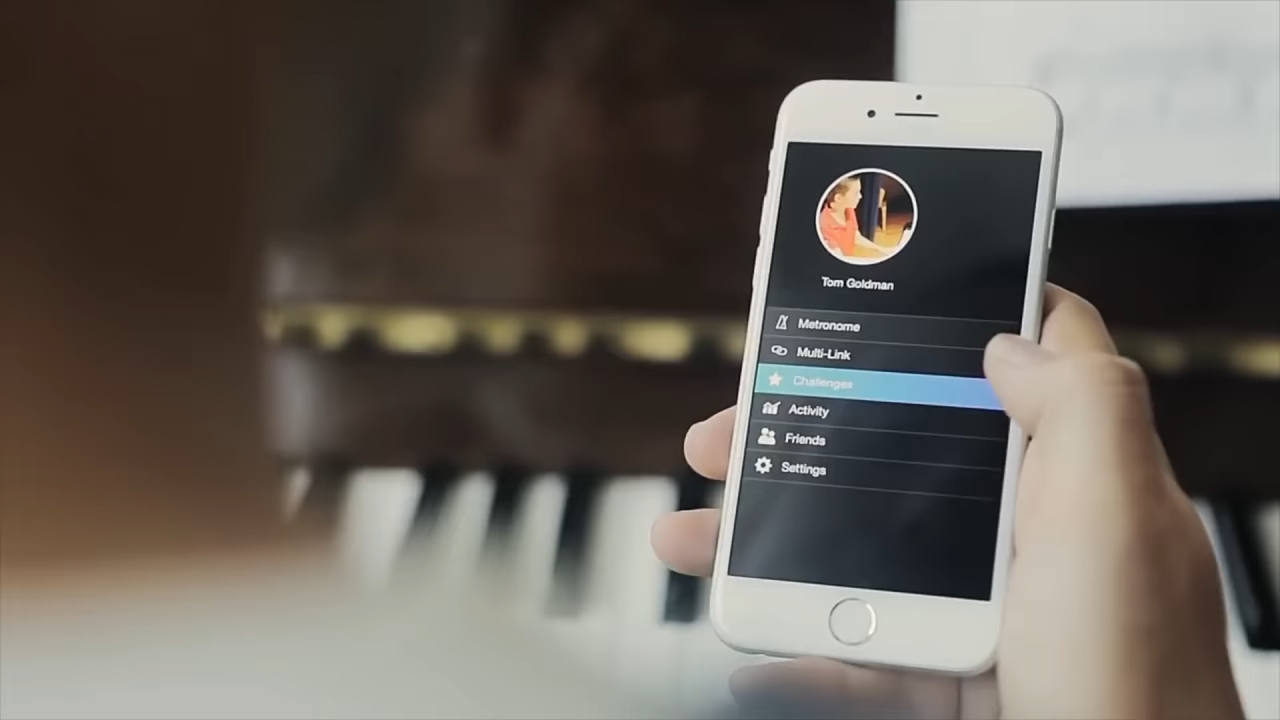 Tom Goldman
Metronome
Multi-Link
Challenges
Activity
Friends
Settings